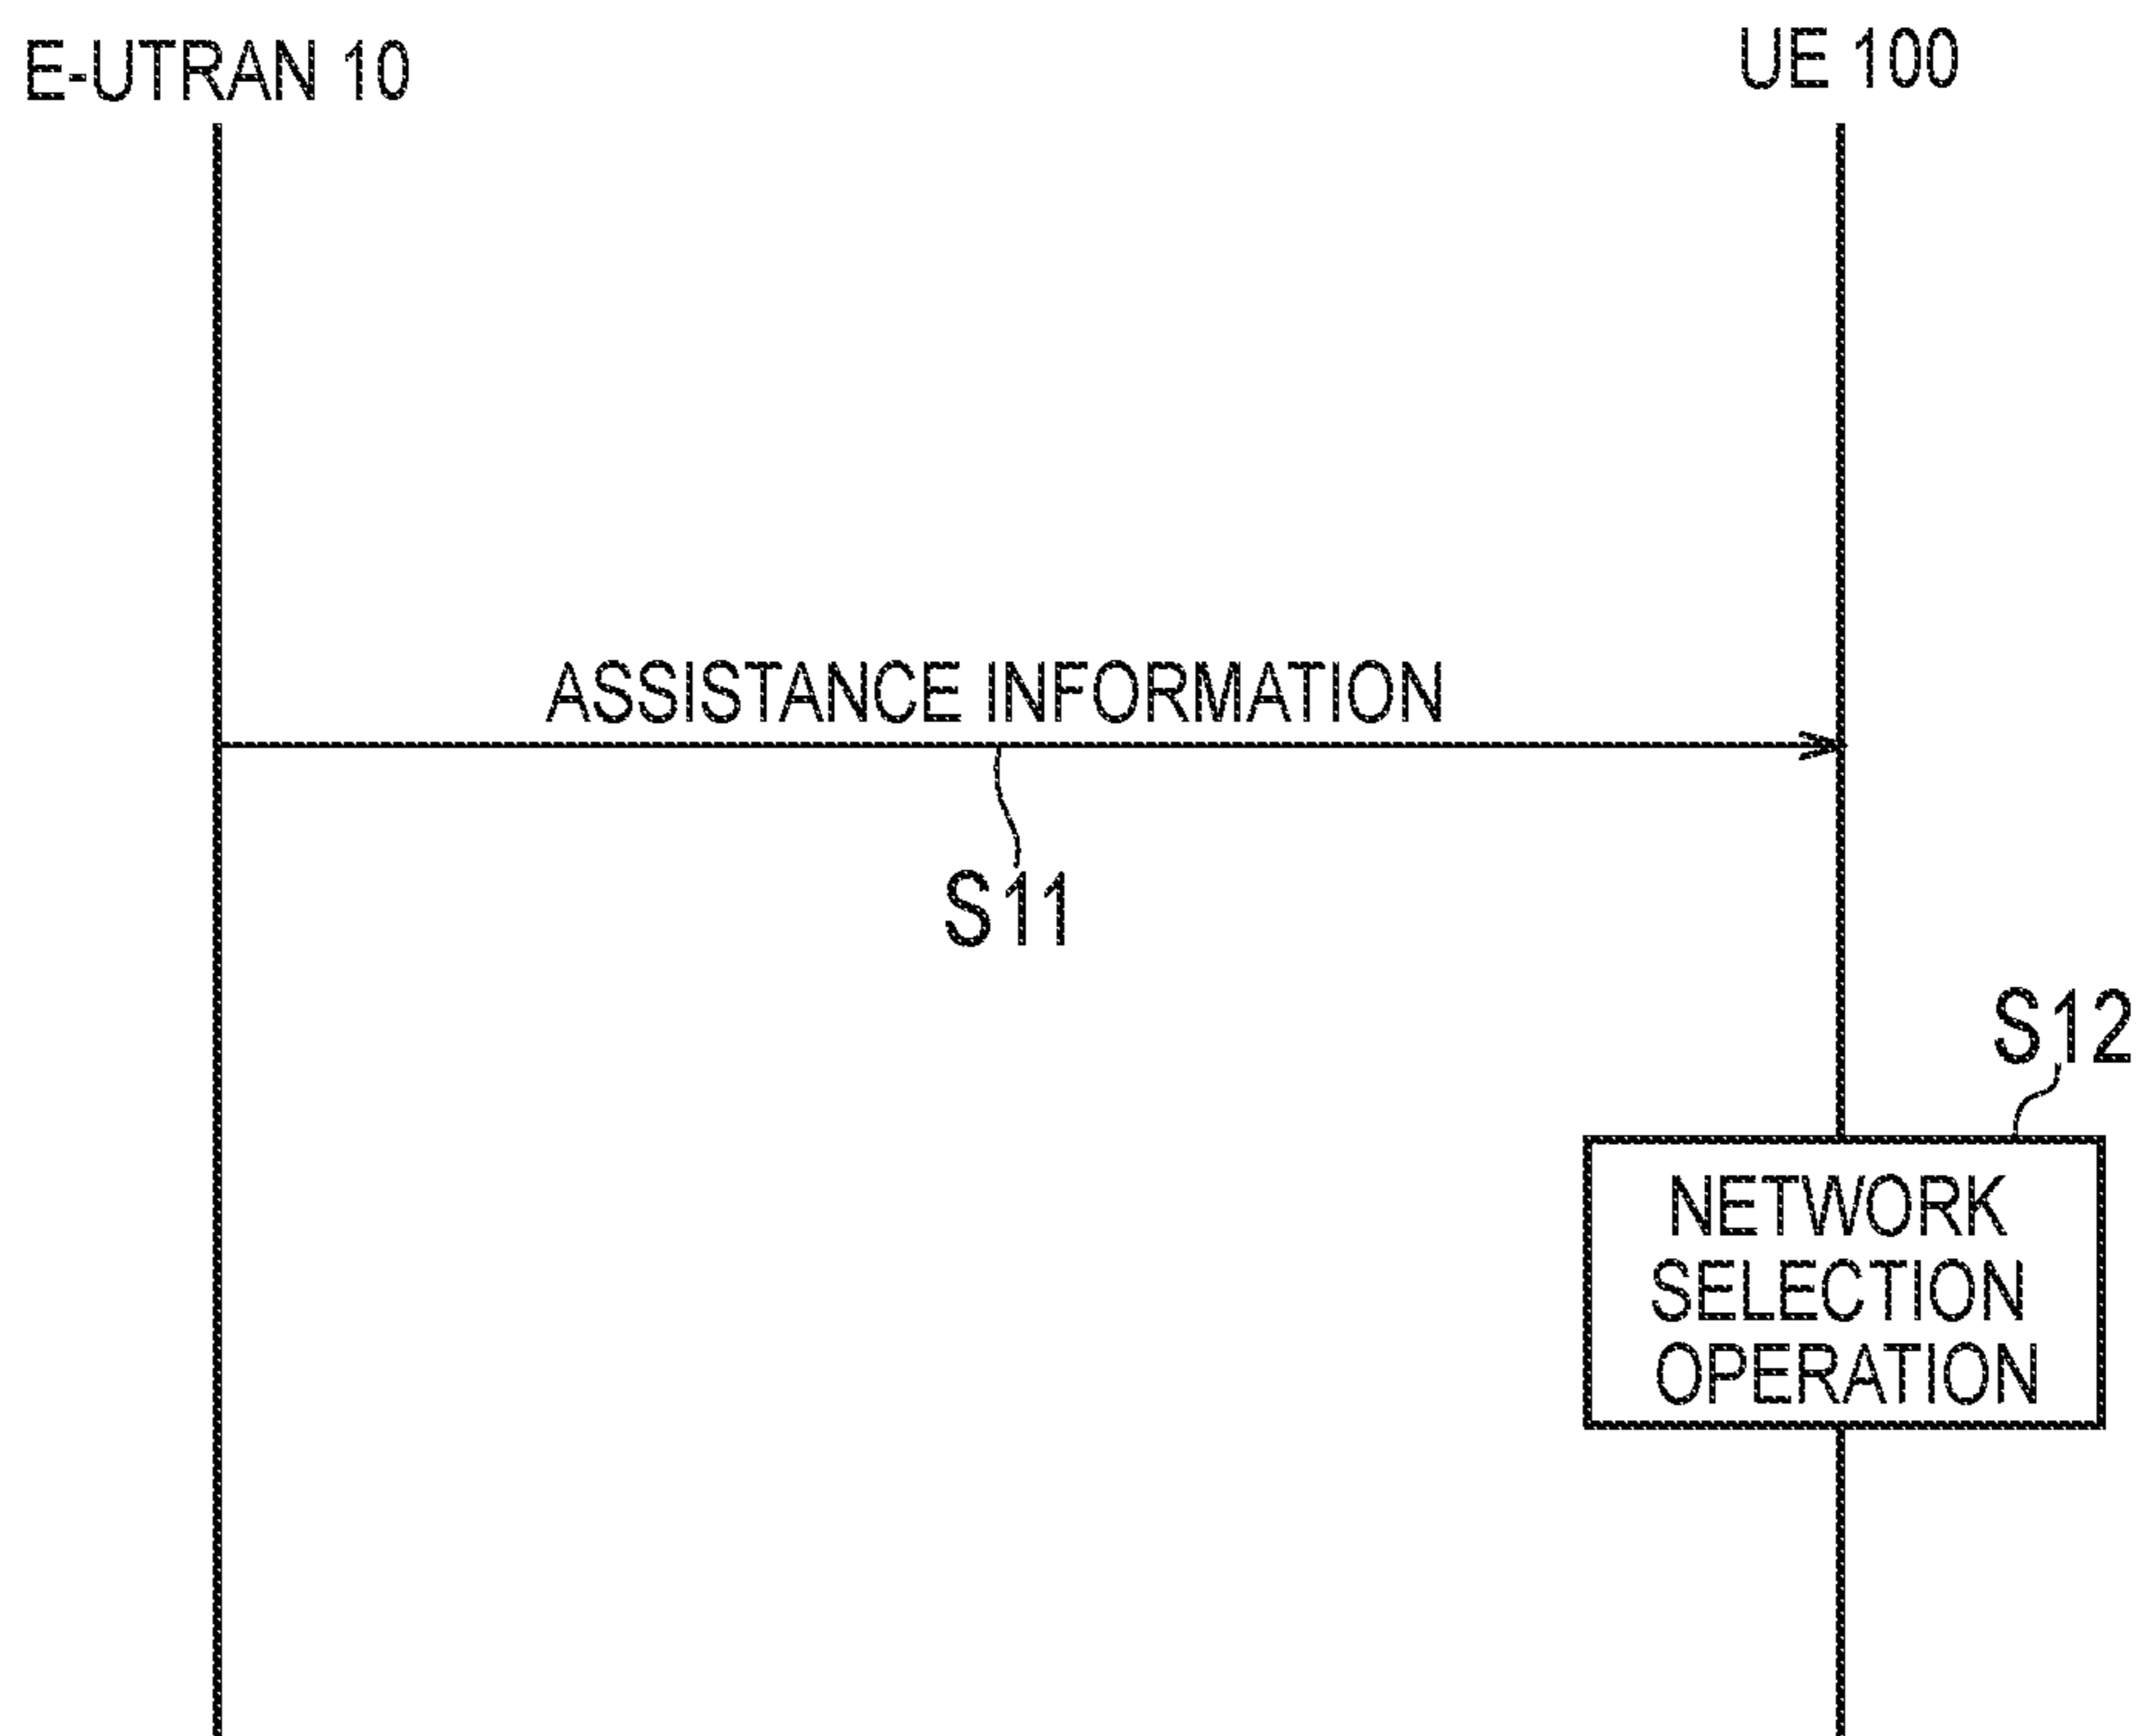 E-UTRAN 10
UE 100
ASSISTANCE INFORMATION
S11
S12
NETWORK
SELECTION
OPERATION